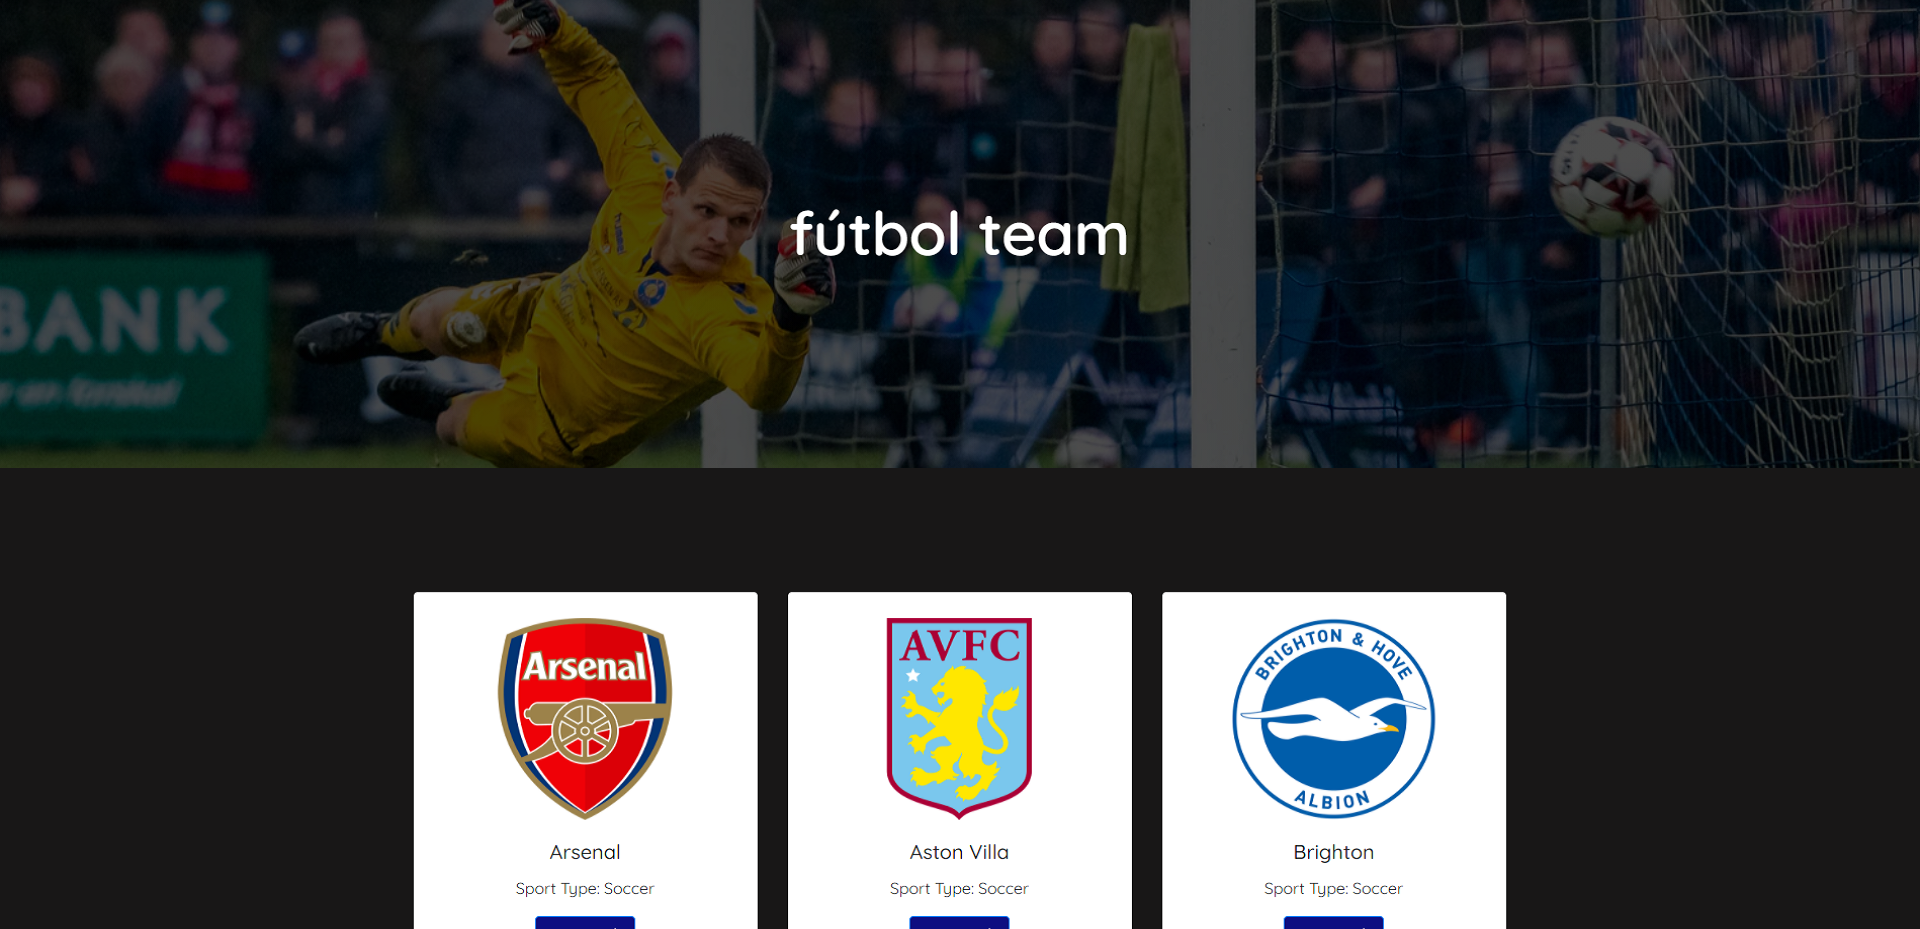 fútbol team
BANK
Arsenal
AVFC
BRIGHTON & HOVE
ALBION
Arsenal
Aston Villa
Brighton
Sport Type: Soccer
Sport Type: Soccer
Sport Type: Soccer